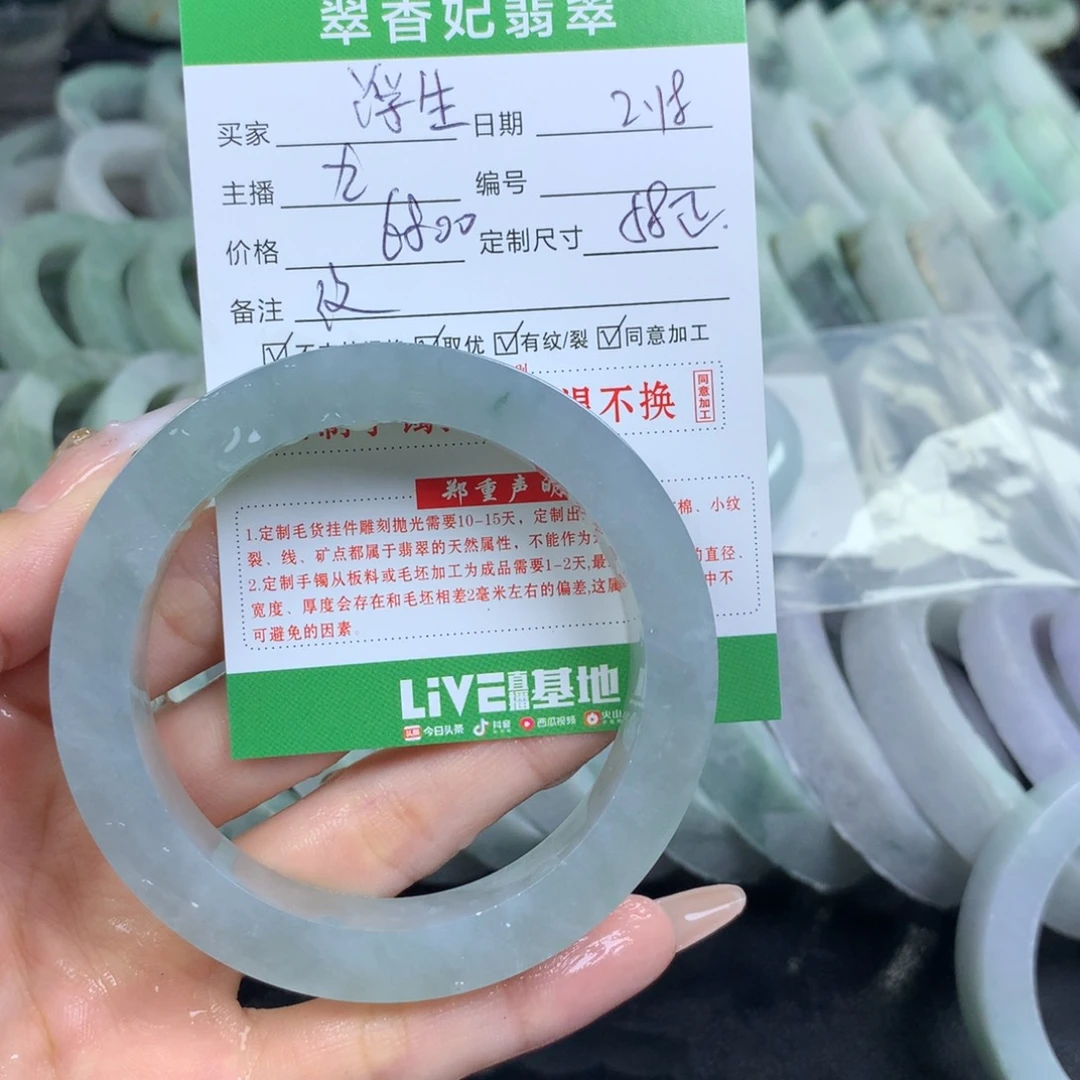 翠香妃翡翠
买家 浮生 日期 2.18
主播 九 编号
价格 6800 定制尺寸 58正.
备注
取优 有纹/裂 同意加工
退不换 同意加工
郑重声明
1.定制毛货挂件雕刻抛光需要10-15天，定制出 棉、小纹
裂、线、矿点都属于翡翠的天然属性，不能作为
2.定制手镯从板料或毛坯加工为成品需要1-2天,最 的直径、
宽度、厚度会存在和毛坯相差2毫米左右的偏差,这属 中不
可避免的因素。
LiVE直播基地
头条 今日头条 抖音 西瓜视频 火山